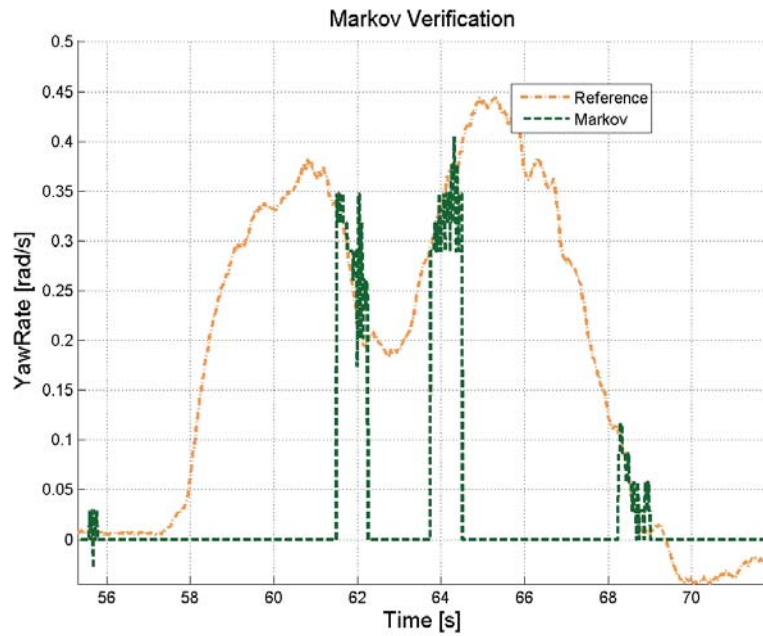 Markov Verification
0.5
0.45
0.4
0.35
0.3
0.25
0.2
0.15
0.1
0.05
0
YawRate [rad/s]
Reference
Markov
56 58 60 62 64 66 68 70
Time [s]